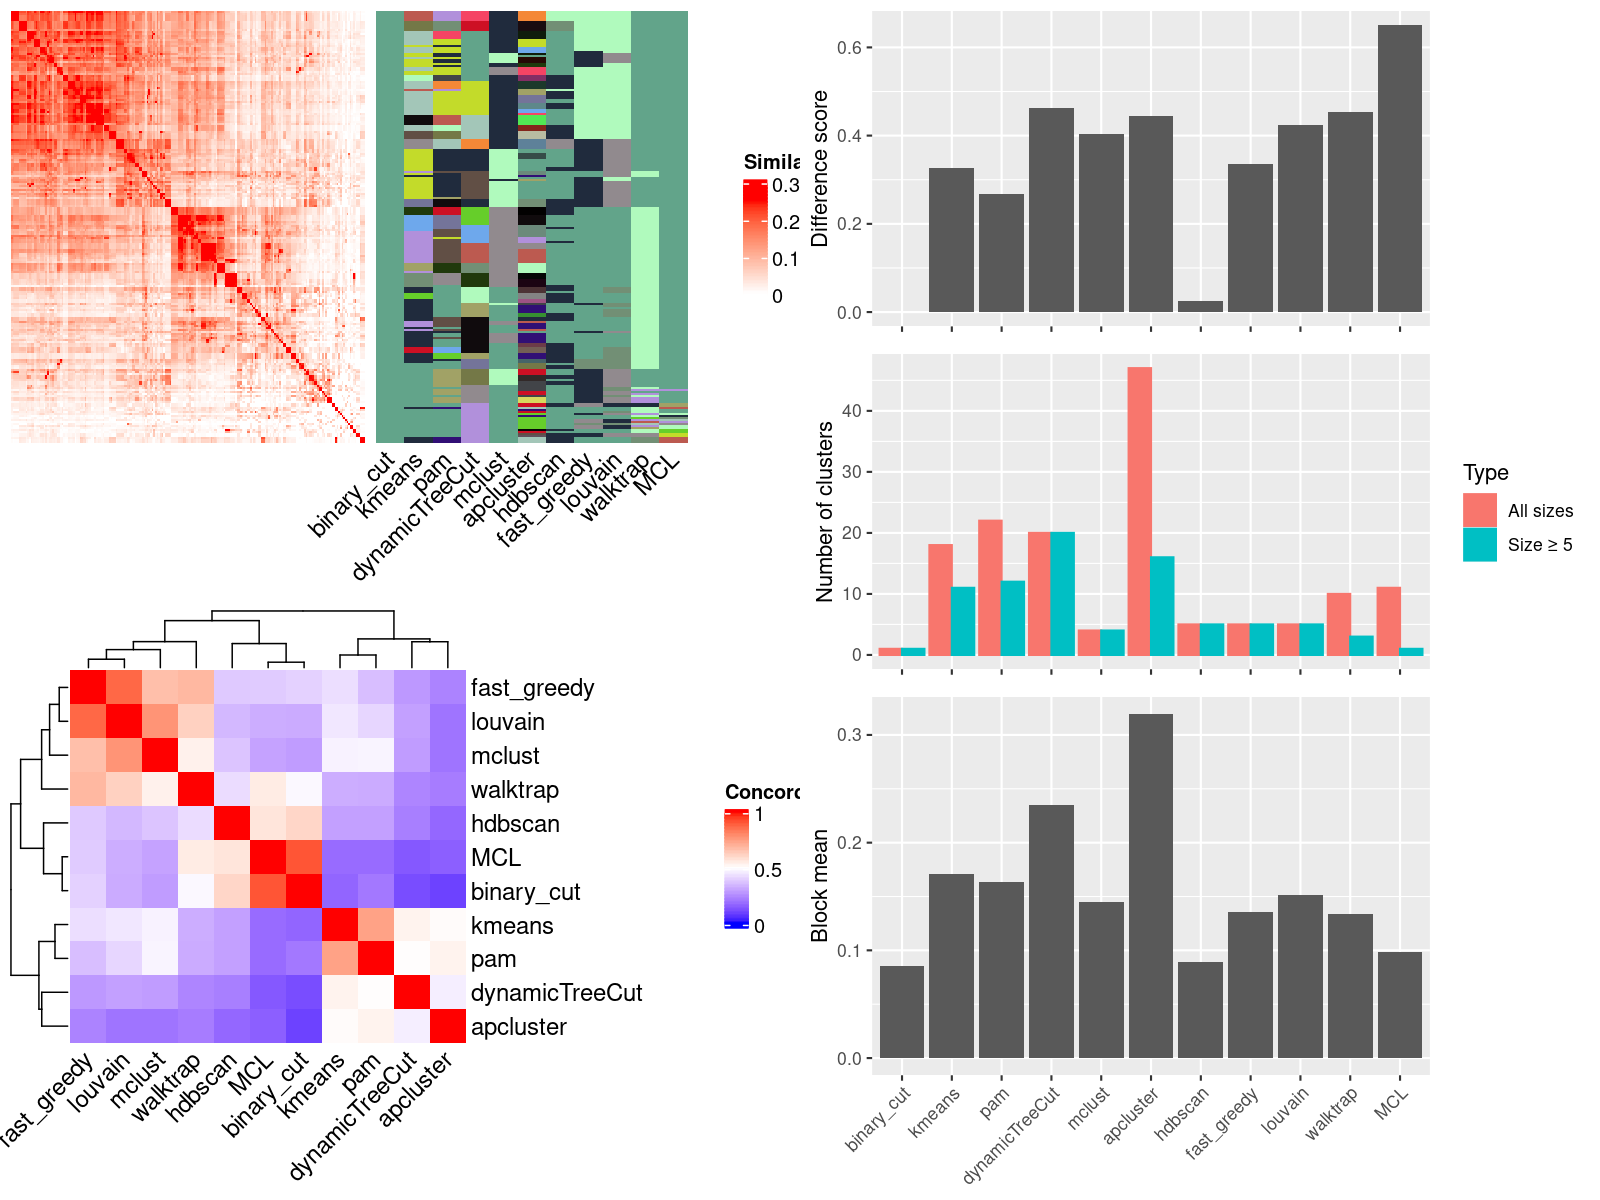 Simila
0.3
0.2
0.1
0
binary_cut
kmeans
pam
dynamicTreeCut
mclust
apcluster
hdbscan
fast_greedy
louvain
walktrap
MCL
fast_greedy
louvain
mclust
walktrap
hdbscan
MCL
binary_cut
kmeans
pam
dynamicTreeCut
apcluster
Concord
1
0.5
0
fast_greedy
louvain
mclust
walktrap
hdbscan
MCL
binary_cut
kmeans
pam
dynamicTreeCut
apcluster
Difference score
0.6
0.4
0.2
0.0
Number of clusters
40
30
20
10
0
Type
All sizes
Size ≥ 5
Block mean
0.3
0.2
0.1
0.0
binary_cut
kmeans
pam
dynamicTreeCut
mclust
apcluster
hdbscan
fast_greedy
louvain
walktrap
MCL